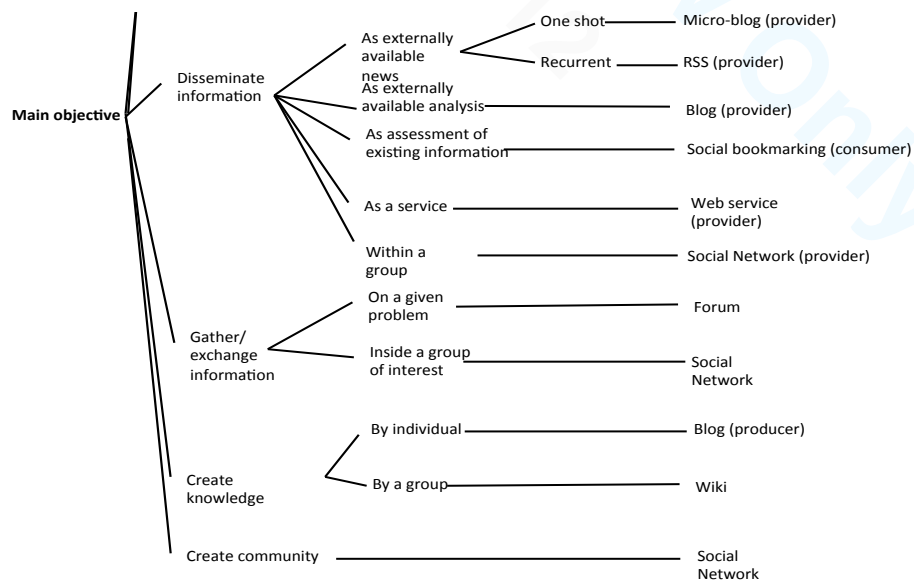 One shot
Micro-blog (provider)
As externally
available
news
Recurrent
RSS (provider)
Disseminate
information
As externally
available analysis
Blog (provider)
Main objective
As assessment of
existing information
Social bookmarking (consumer)
As a service
Web service
(provider)
Within a
group
Social Network (provider)
On a given
problem
Forum
Gather/
exchange
information
Inside a group
of interest
Social
Network
By individual
Blog (producer)
Create
knowledge
By a group
Wiki
Create community
Social
Network
only